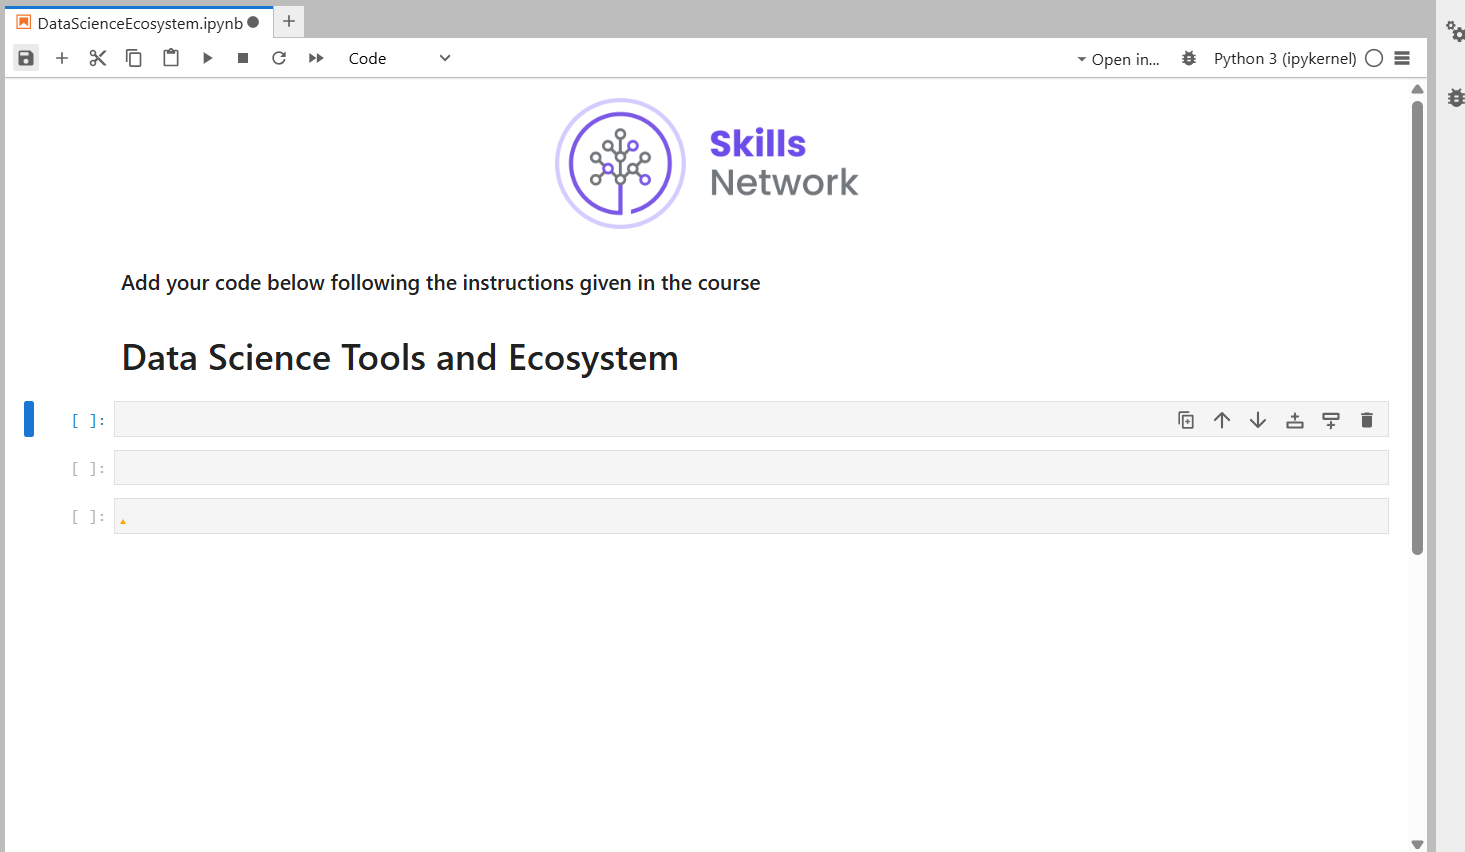 DataScienceEcosystem.ipynb
Code
Open in...
Python 3 (ipykernel)
Skills
Network
Add your code below following the instructions given in the course
Data Science Tools and Ecosystem
[ ]:
[ ]:
[ ]: